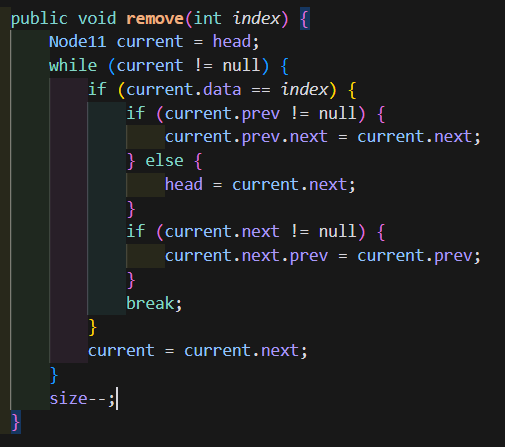 public void remove(int index) {
    Node11 current = head;
    while (current != null) {
        if (current.data == index) {
            if (current.prev != null) {
                current.prev.next = current.next;
            } else {
                head = current.next;
            }
            if (current.next != null) {
                current.next.prev = current.prev;
            }
            break;
        }
        current = current.next;
    }
    size--;
}